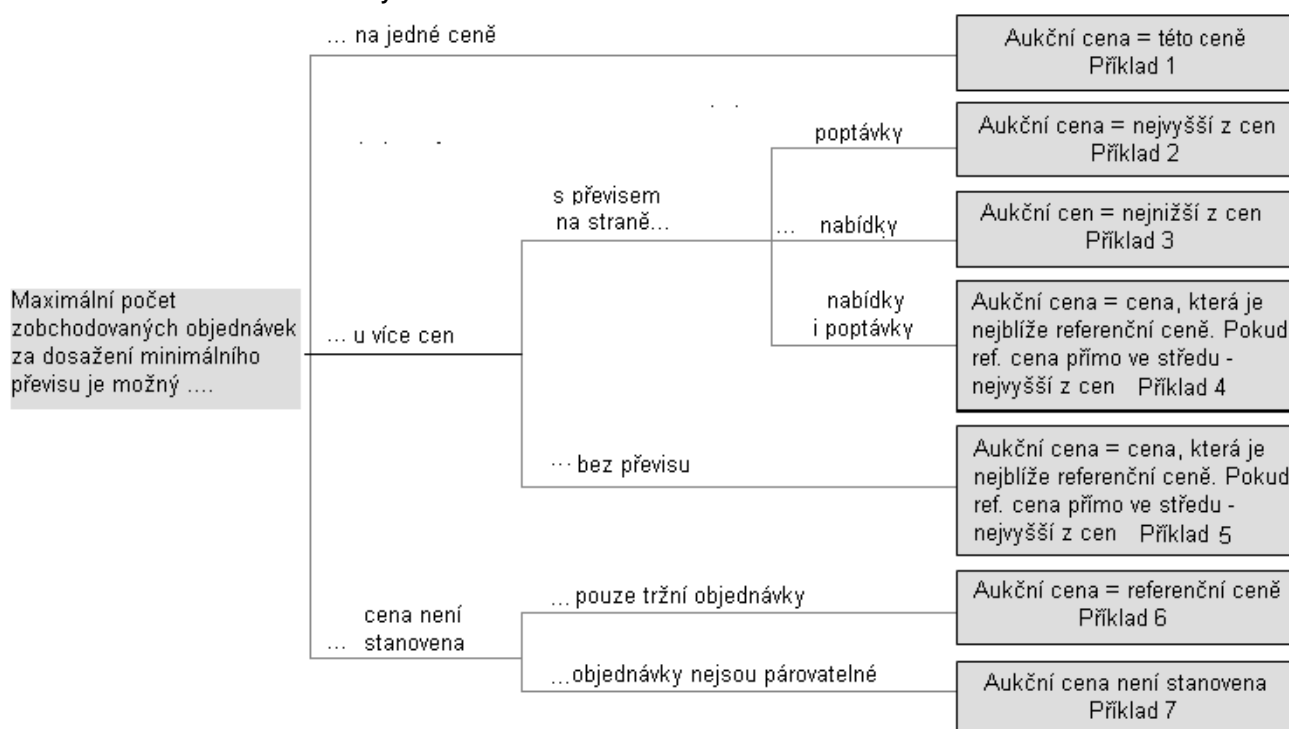 ... na jedné ceně
Aukční cena = této ceně
Příklad 1
poptávky
Aukční cena = nejvyšší z cen
Příklad 2
s převisem
na straně...
... nabídky
Aukční cen = nejnižší z cen
Příklad 3
Maximální počet
zobchodovaných objednávek
za dosažení minimálního
převisu je možný ....
... u více cen
nabídky
i poptávky
Aukční cena = cena, která je
nejblíže referenční ceně. Pokud
ref. cena přímo ve středu -
nejvyšší z cen Příklad 4
... bez převisu
Aukční cena = cena, která je
nejblíže referenční ceně. Pokud
ref. cena přímo ve středu -
nejvyšší z cen Příklad 5
cena není
... stanovena
... pouze tržní objednávky
Aukční cena = referenční ceně
Příklad 6
...objednávky nejsou párovatelné
Aukční cena není stanovena
Příklad 7